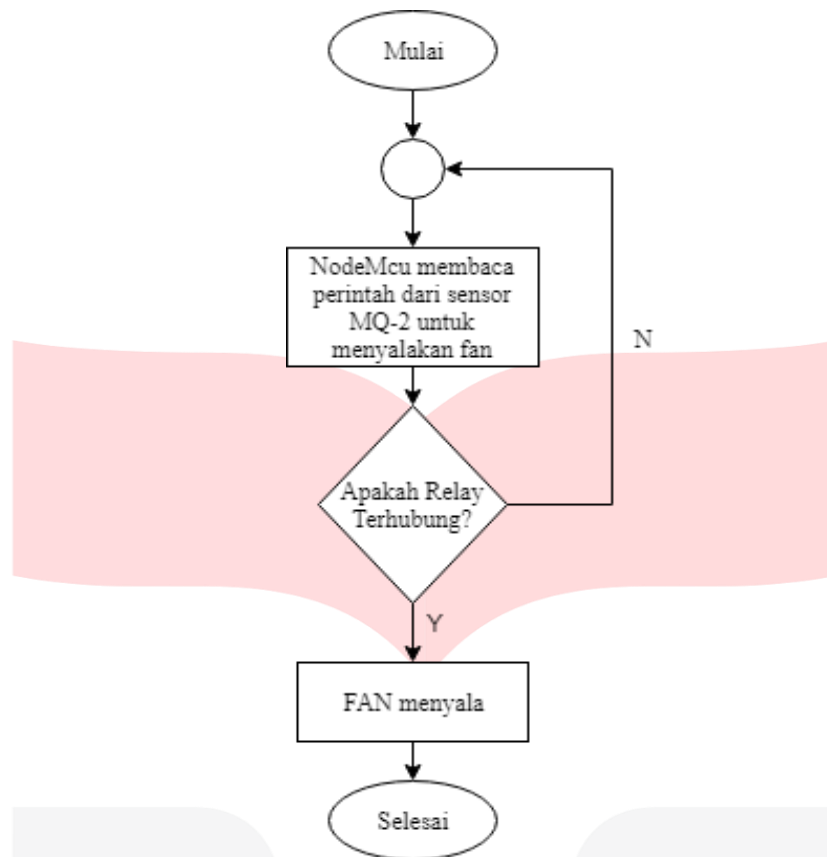 Mulai
NodeMcu membaca
perintah dari sensor
MQ-2 untuk
menyalakan fan
N
Apakah Relay
Terhubung?
Y
FAN menyala
Selesai